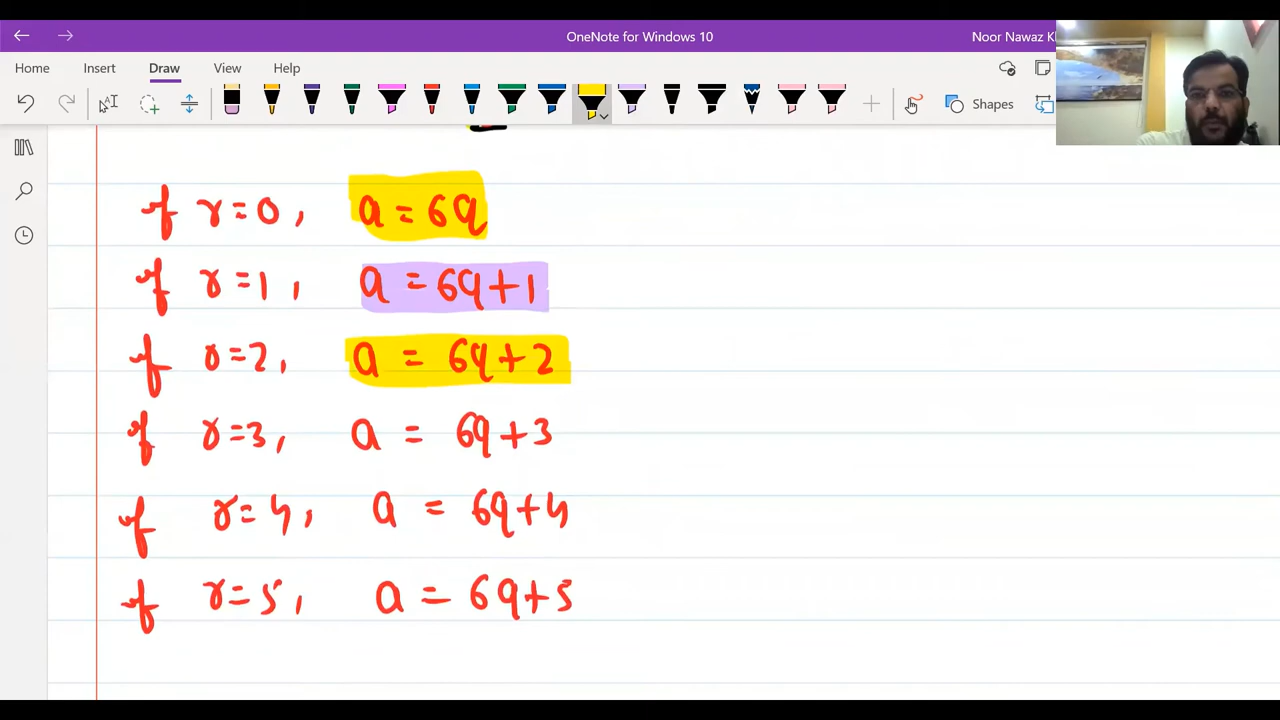 OneNote for Windows 10
Noor Nawaz K
Home Insert Draw View Help
Shapes
if r=0, a = 6q
if r=1, a = 6q+1
if r=2, a = 6q+2
if r=3, a = 6q+3
if r=4, a = 6q+4
if r=5, a = 6q+5